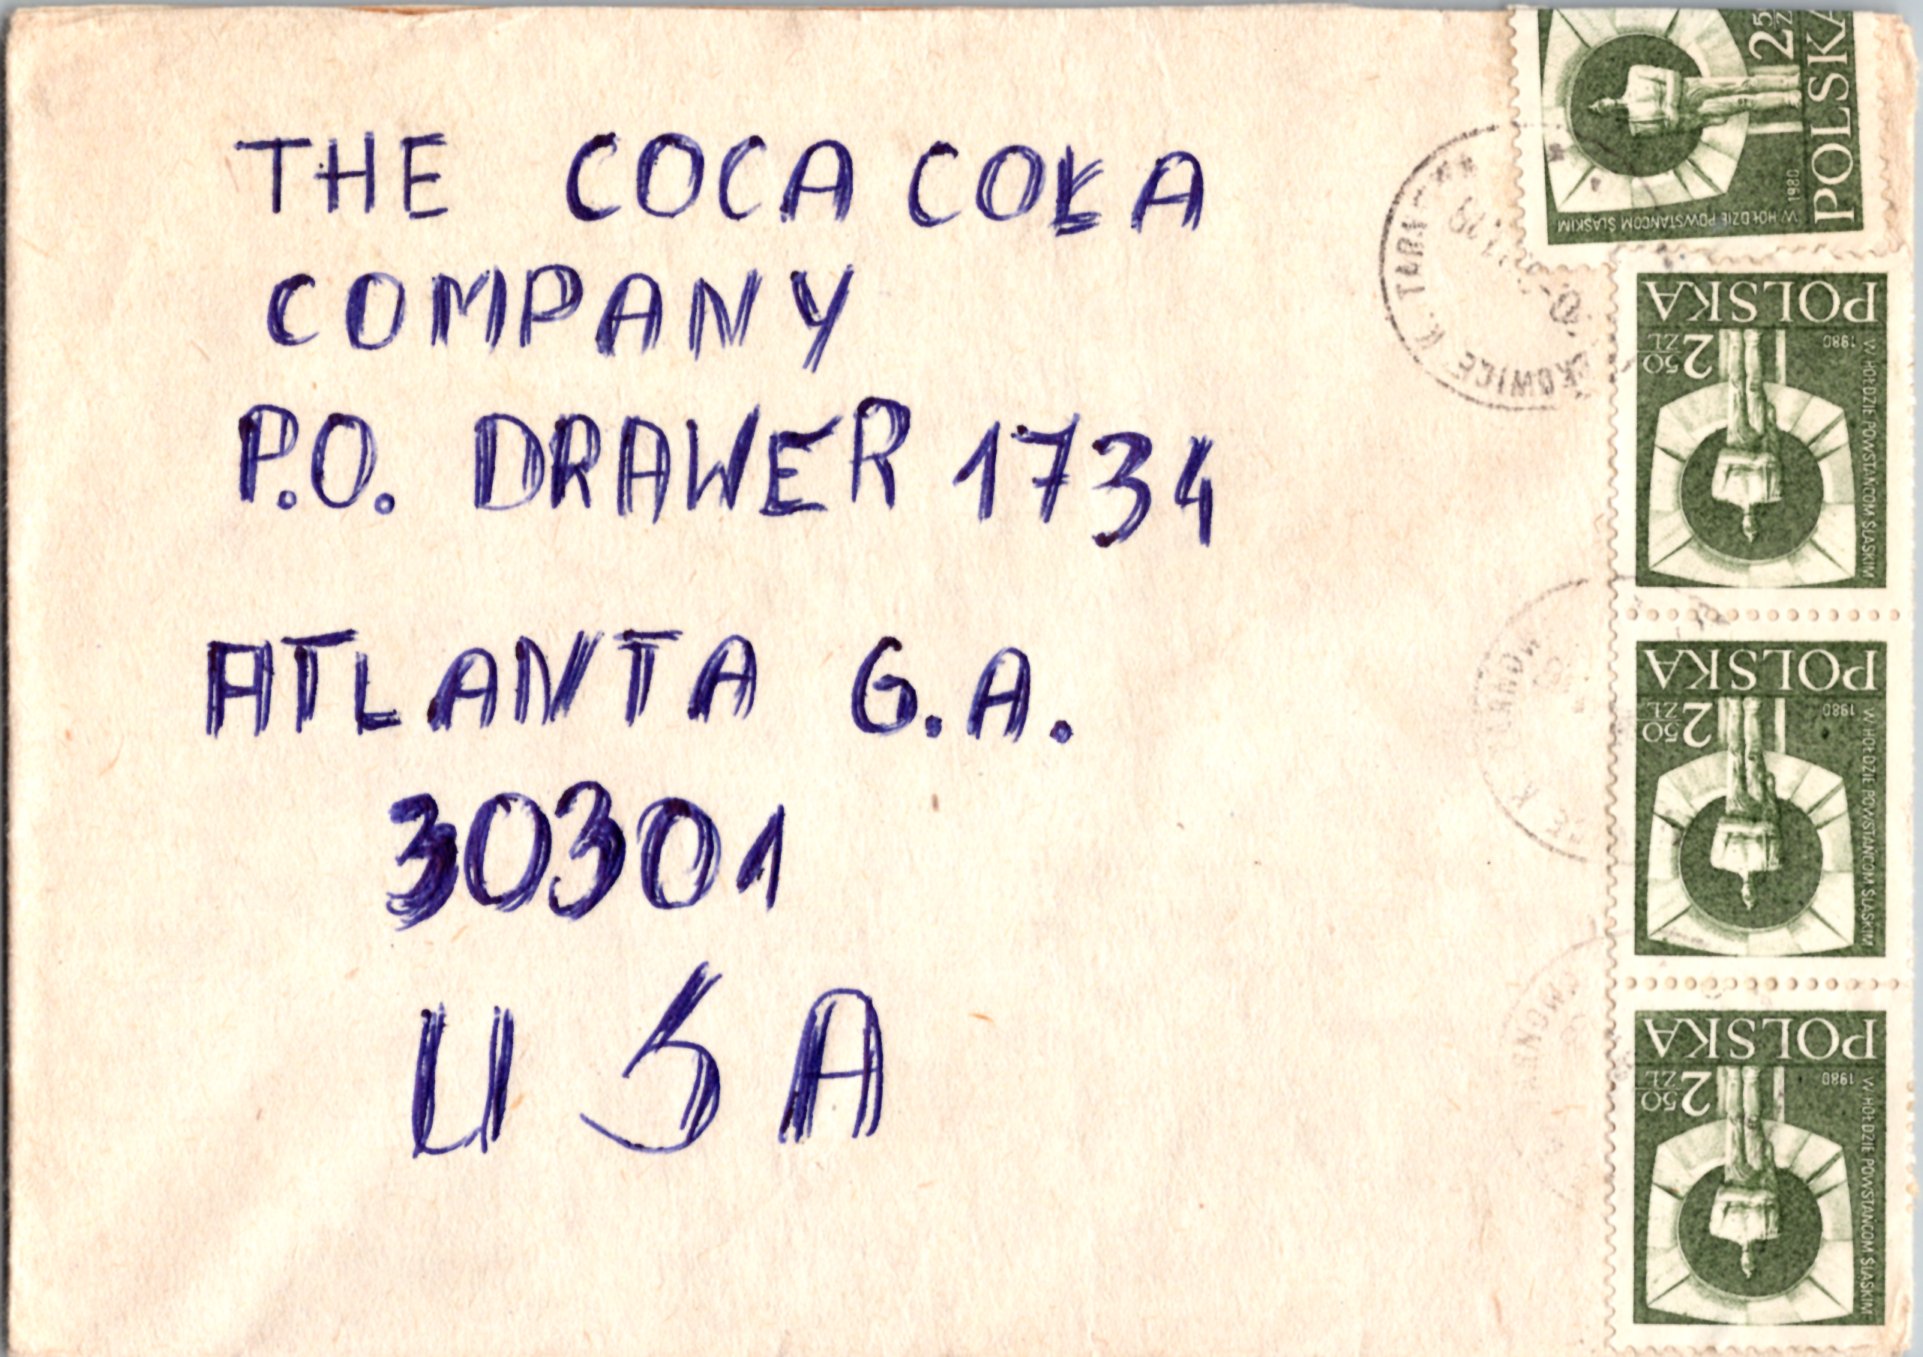 THE COCA COLA
COMPANY
P.O. DRAWER 1734
ATLANTA G.A.
30301
USA
POLSKA
2 50 ZŁ
1980
W HOŁDZIE POWSTAŃCOM ŚLĄSKIM
POLSKA
2 50 ZŁ
1980
W HOŁDZIE POWSTAŃCOM ŚLĄSKIM
POLSKA
2 50 ZŁ
1980
W HOŁDZIE POWSTAŃCOM ŚLĄSKIM
POLSKA
2 50 ZŁ
1980
W HOŁDZIE POWSTAŃCOM ŚLĄSKIM